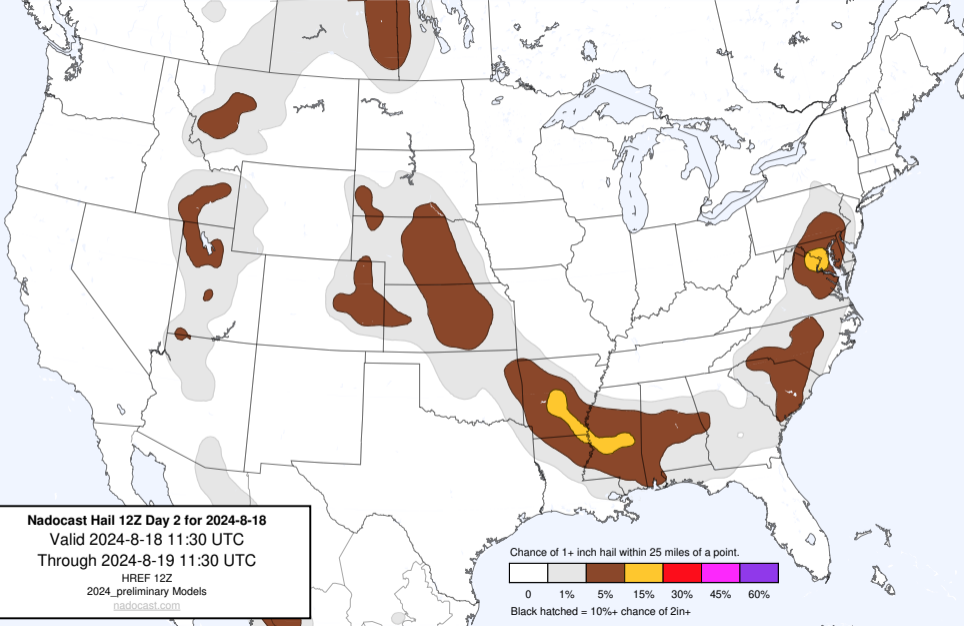 Nadocast Hail 12Z Day 2 for 2024-8-18
Valid 2024-8-18 11:30 UTC
Through 2024-8-19 11:30 UTC
HREF 12Z
2024_preliminary Models
nadocast.com
Chance of 1+ inch hail within 25 miles of a point.
0 1% 5% 15% 30% 45% 60%
Black hatched = 10%+ chance of 2in+